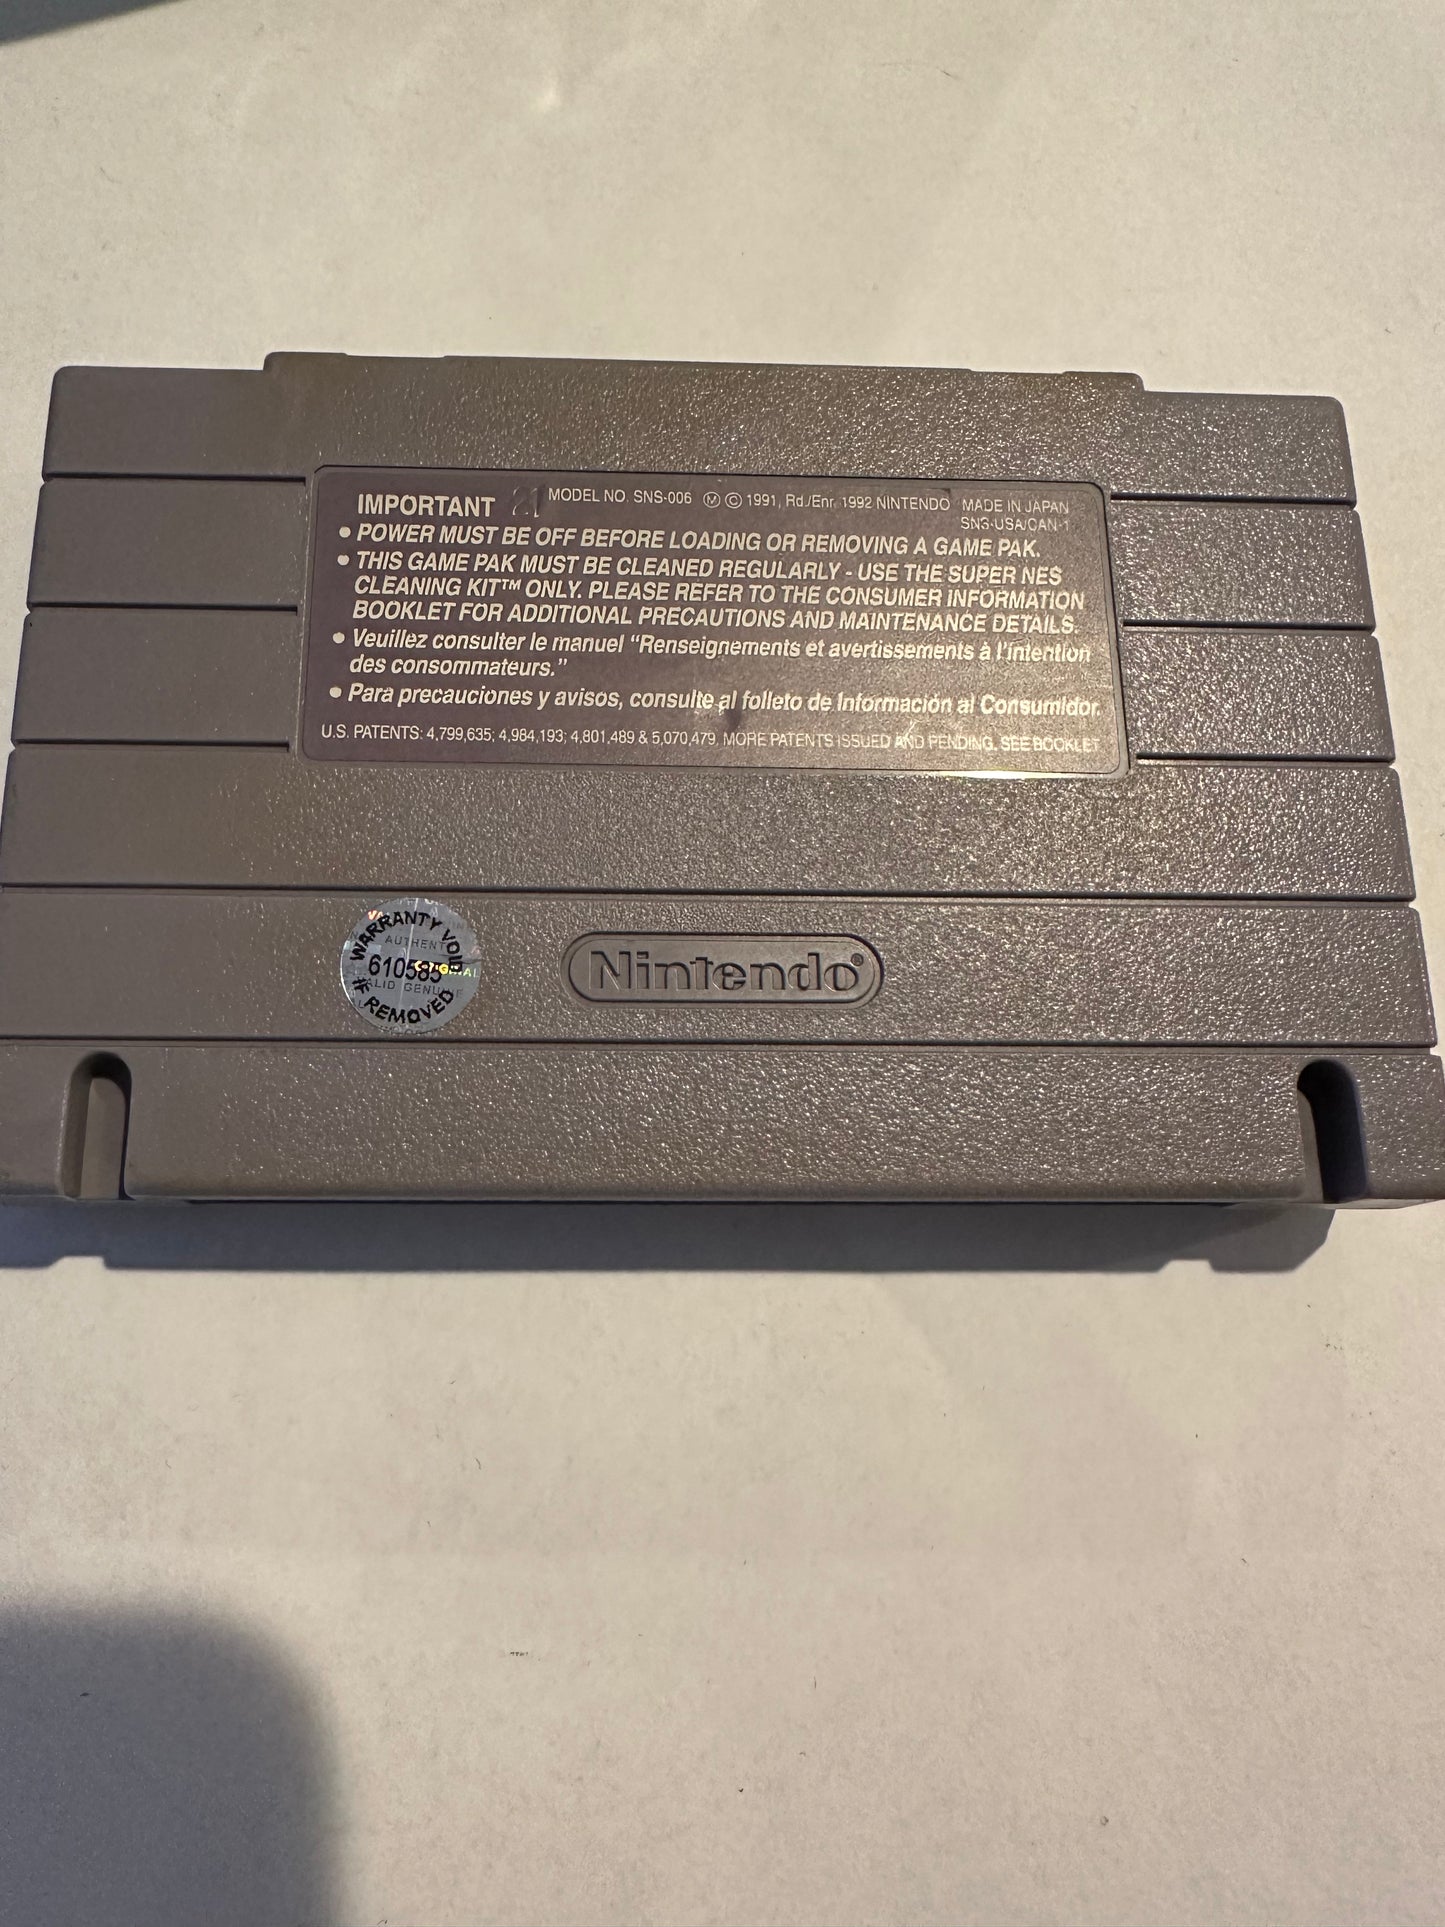 IMPORTANT 21 MODEL NO. SNS-006 Ⓜ © 1991, Rd./Enr. 1992 NINTENDO MADE IN JAPAN
SNS-USA/CAN-1
• POWER MUST BE OFF BEFORE LOADING OR REMOVING A GAME PAK.
• THIS GAME PAK MUST BE CLEANED REGULARLY - USE THE SUPER NES
CLEANING KIT™ ONLY. PLEASE REFER TO THE CONSUMER INFORMATION
BOOKLET FOR ADDITIONAL PRECAUTIONS AND MAINTENANCE DETAILS.
• Veuillez consulter le manuel “Renseignements et avertissements à l'intention
des consommateurs.”
• Para precauciones y avisos, consulte al folleto de Información al Consumidor.
U.S. PATENTS: 4,799,635; 4,984,193; 4,801,489 & 5,070,479. MORE PATENTS ISSUED AND PENDING. SEE BOOKLET
WARRANTY VOID
AUTHENT
610585
VALID GENUINE
REMOVED
Nintendo®